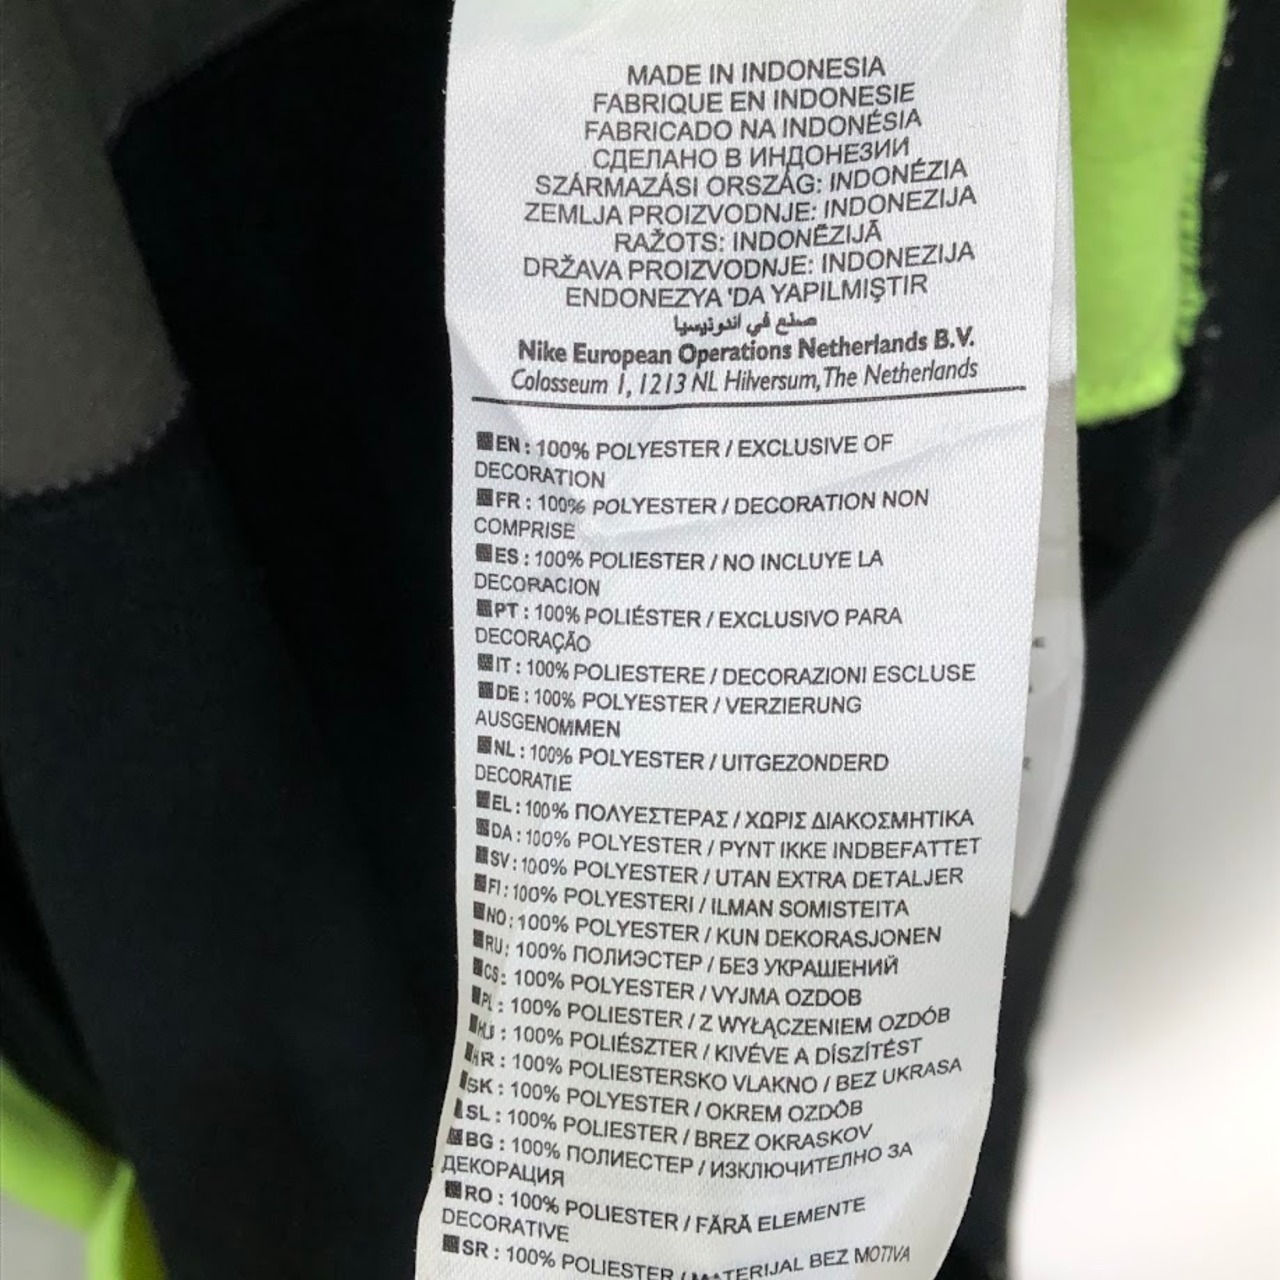 MADE IN INDONESIA
FABRIQUE EN INDONESIE
FABRICADO NA INDONÉSIA
СДЕЛАНО В ИНДОНЕЗИИ
SZÁRMAZÁSI ORSZÁG: INDONÉZIA
ZEMLJA PROIZVODNJE: INDONEZIJA
RAŽOTS: INDONĒZIJĀ
DRŽAVA PROIZVODNJE: INDONEZIJA
ENDONEZYA 'DA YAPILMIŞTIR
صنع في اندونيسيا
Nike European Operations Netherlands B.V.
Colosseum 1, 1213 NL Hilversum, The Netherlands
EN : 100% POLYESTER / EXCLUSIVE OF
DECORATION
FR : 100% POLYESTER / DECORATION NON
COMPRISE
ES : 100% POLIESTER / NO INCLUYE LA
DECORACION
PT : 100% POLIÉSTER / EXCLUSIVO PARA
DECORAÇÃO
IT : 100% POLIESTERE / DECORAZIONI ESCLUSE
DE : 100% POLYESTER / VERZIERUNG
AUSGENOMMEN
NL : 100% POLYESTER / UITGEZONDERD
DECORATIE
EL : 100% ΠΟΛΥΕΣΤΕΡΑΣ / ΧΩΡΙΣ ΔΙΑΚΟΣΜΗΤΙΚΑ
DA : 100% POLYESTER / PYNT IKKE INDBEFATTET
SV : 100% POLYESTER / UTAN EXTRA DETALJER
FI : 100% POLYESTERI / ILMAN SOMISTEITA
NO : 100% POLYESTER / KUN DEKORASJONEN
RU : 100% ПОЛИЭСТЕР / БЕЗ УКРАШЕНИЙ
CS : 100% POLYESTER / VYJMA OZDOB
PL : 100% POLIESTER / Z WYŁĄCZENIEM OZDÓB
HU : 100% POLIÉSZTER / KIVÉVE A DÍSZÍTÉST
HR : 100% POLIESTERSKO VLAKNO / BEZ UKRASA
SK : 100% POLYESTER / OKREM OZDÔB
SL : 100% POLIESTER / BREZ OKRASKOV
BG : 100% ПОЛИЕСТЕР / ИЗКЛЮЧИТЕЛНО ЗА
ДЕКОРАЦИЯ
RO : 100% POLIESTER / FĂRĂ ELEMENTE
DECORATIVE
SR : 100% POLIESTER / MATERIJAL BEZ MOTIVA